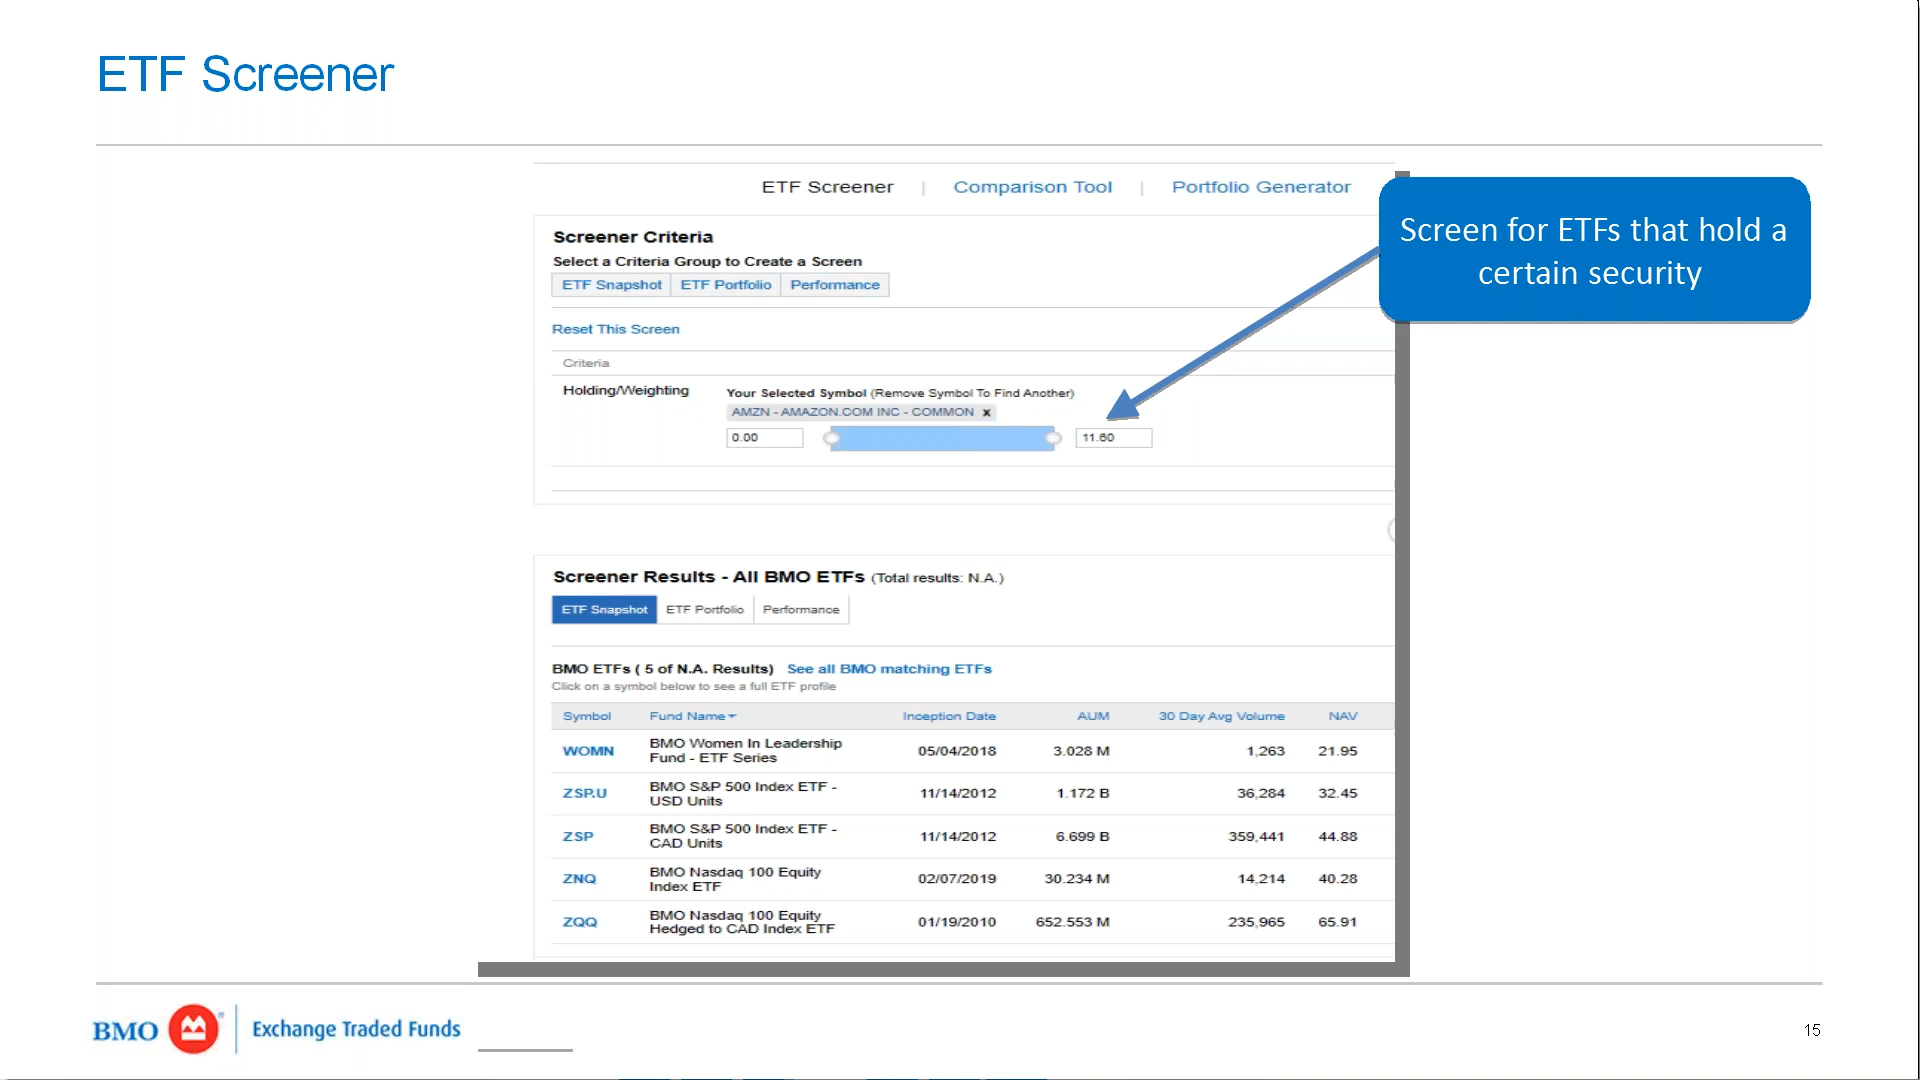 ETF Screener
ETF Screener | Comparison Tool | Portfolio Generator
Screen for ETFs that hold a
certain security
Screener Criteria
Select a Criteria Group to Create a Screen
ETF Snapshot ETF Portfolio Performance
Reset This Screen
Criteria
Holding/Weighting Your Selected Symbol (Remove Symbol To Find Another)
AMZN - AMAZON.COM INC - COMMON x
0.00 11.60
Screener Results - All BMO ETFs (Total results: N.A.)
ETF Snapshot ETF Portfolio Performance
BMO ETFs ( 5 of N.A. Results) See all BMO matching ETFs
Click on a symbol below to see a full ETF profile
Symbol Fund Name Inception Date AUM 30 Day Avg Volume NAV
WOMN BMO Women In Leadership
Fund - ETF Series 05/04/2018 3.028 M 1,263 21.95
ZSP.U BMO S&P 500 Index ETF -
USD Units 11/14/2012 1.172 B 36,284 32.45
ZSP BMO S&P 500 Index ETF -
CAD Units 11/14/2012 6.699 B 359,441 44.88
ZNQ BMO Nasdaq 100 Equity
Index ETF 02/07/2019 30.234 M 14,214 40.28
ZQQ BMO Nasdaq 100 Equity
Hedged to CAD Index ETF 01/19/2010 652.553 M 235,965 65.91
BMO Exchange Traded Funds
15